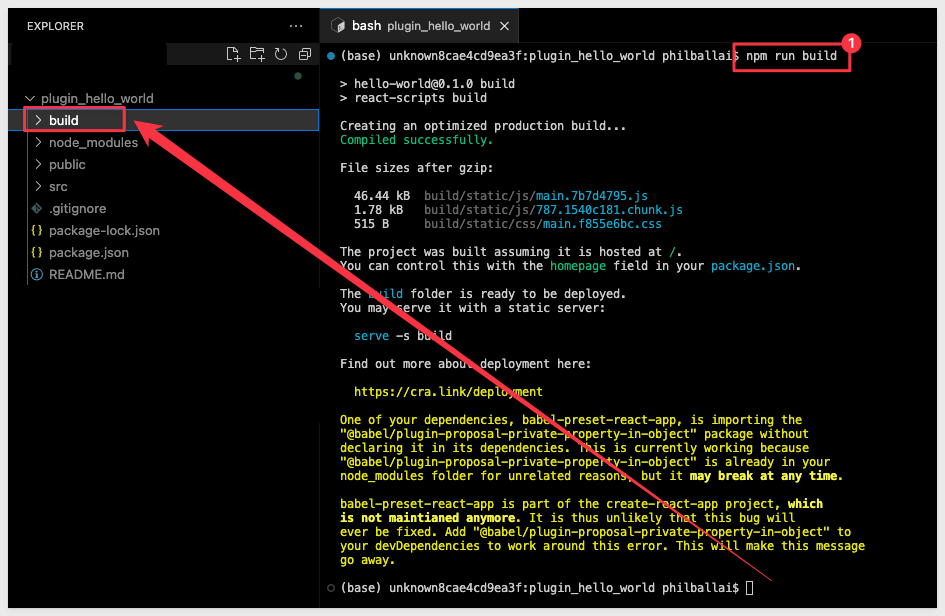 EXPLORER
bash plugin_hello_world
(base) unknown8cae4cd9ea3f:plugin_hello_world philballai$ npm run build
1
> hello-world@0.1.0 build
> react-scripts build
plugin_hello_world
build
node_modules
public
src
.gitignore
{} package-lock.json
{} package.json
README.md
Creating an optimized production build...
Compiled successfully.
File sizes after gzip:
46.44 kB build/static/js/main.7b7d4795.js
1.78 kB build/static/js/787.1540c181.chunk.js
515 B build/static/css/main.f855e6bc.css
The project was built assuming it is hosted at /.
You can control this with the homepage field in your package.json.
The build folder is ready to be deployed.
You may serve it with a static server:
serve -s build
Find out more about deployment here:
https://cra.link/deployment
One of your dependencies, babel-preset-react-app, is importing the
"@babel/plugin-proposal-private-property-in-object" package without
declaring it in its dependencies. This is currently working because
"@babel/plugin-proposal-private-property-in-object" is already in your
node_modules folder for unrelated reasons, but it may break at any time.
babel-preset-react-app is part of the create-react-app project, which
is not maintianed anymore. It is thus unlikely that this bug will
ever be fixed. Add "@babel/plugin-proposal-private-property-in-object" to
your devDependencies to work around this error. This will make this message
go away.
(base) unknown8cae4cd9ea3f:plugin_hello_world philballai$